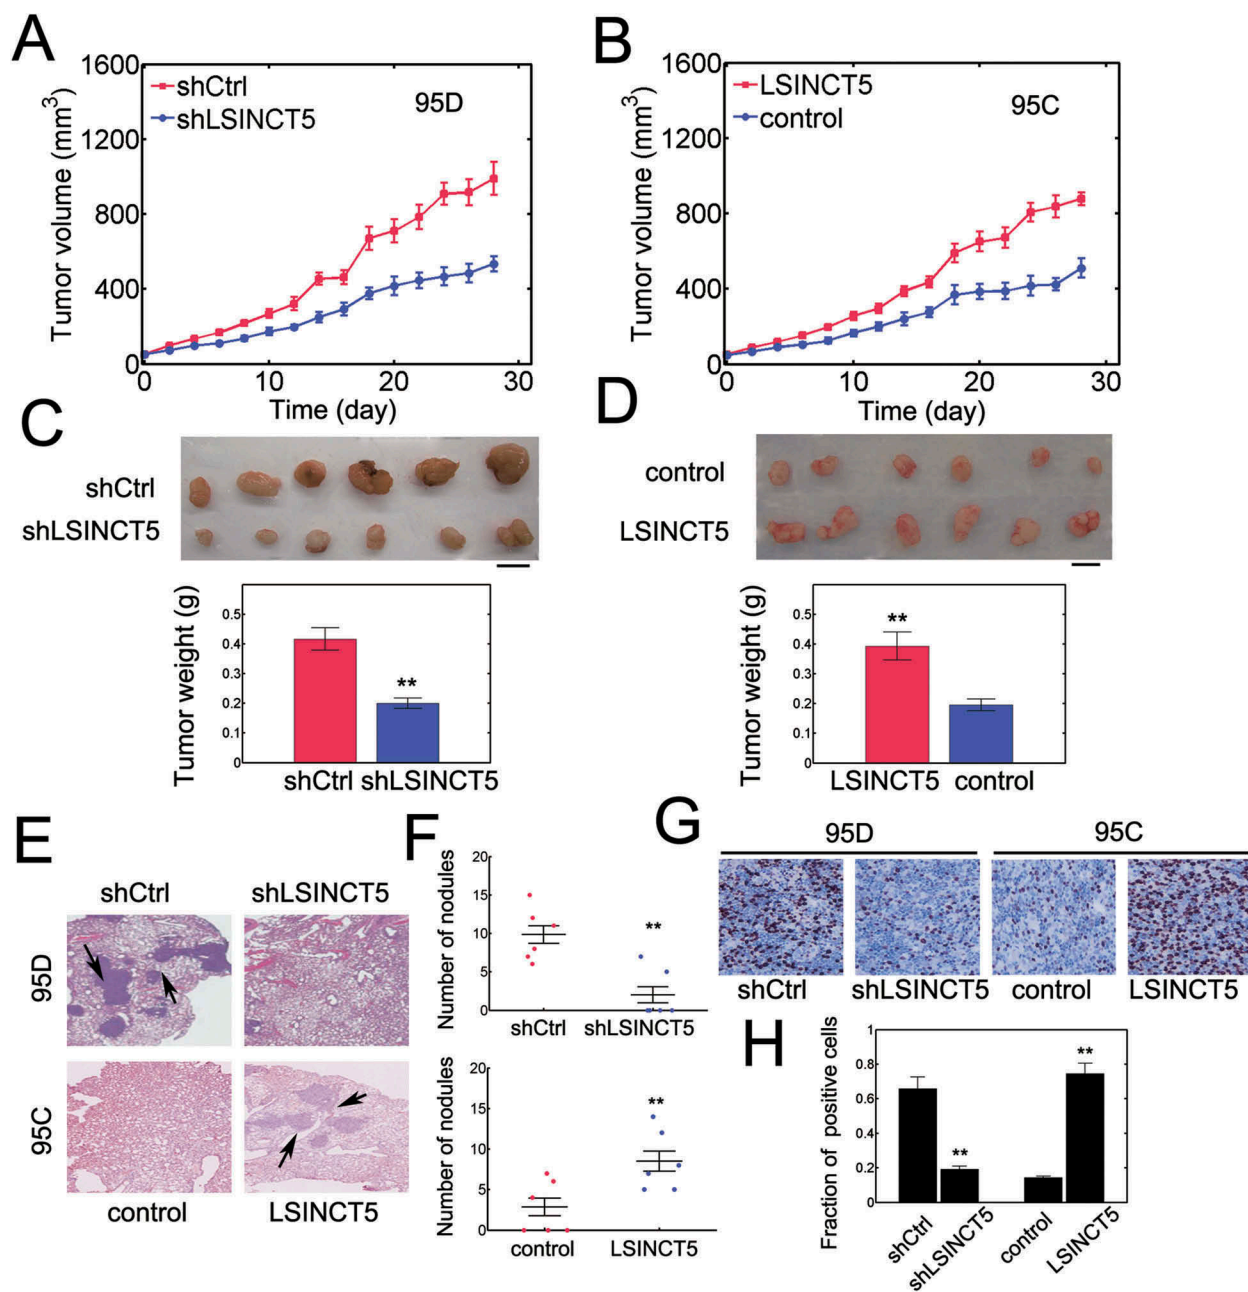 A
B
1600
1200
800
400
0
Tumor volume (mm³)
shCtrl
shLSINCT5
95D
0
10
20
30
Time (day)
1600
1200
800
400
0
Tumor volume (mm³)
LSINCT5
control
95C
0
10
20
30
Time (day)
C
shCtrl
shLSINCT5
Tumor weight (g)
0.5
0.4
0.3
0.2
0.1
0
**
shCtrl
shLSINCT5
D
control
LSINCT5
Tumor weight (g)
0.5
0.4
0.3
0.2
0.1
0
**
LSINCT5
control
E
shCtrl
shLSINCT5
95D
95C
control
LSINCT5
F
Number of nodules
20
15
10
5
0
**
shCtrl
shLSINCT5
Number of nodules
20
15
10
5
0
**
control
LSINCT5
G
95D
95C
shCtrl
shLSINCT5
control
LSINCT5
H
Fraction of positive cells
1
0.8
0.6
0.4
0.2
0
**
**
shCtrl
shLSINCT5
control
LSINCT5